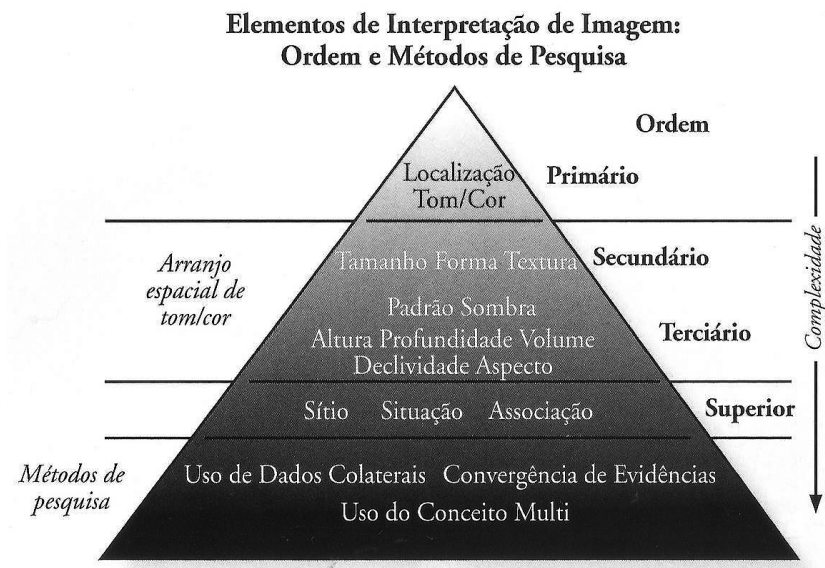 Elementos de Interpretação de Imagem:
Ordem e Métodos de Pesquisa
Ordem
Localização
Tom/Cor
Primário
Arranjo
espacial de
tom/cor
Tamanho Forma Textura
Secundário
Padrão Sombra
Altura Profundidade Volume
Declividade Aspecto
Terciário
Sítio Situação Associação
Superior
Complexidade
Métodos de
pesquisa
Uso de Dados Colaterais Convergência de Evidências
Uso do Conceito Multi